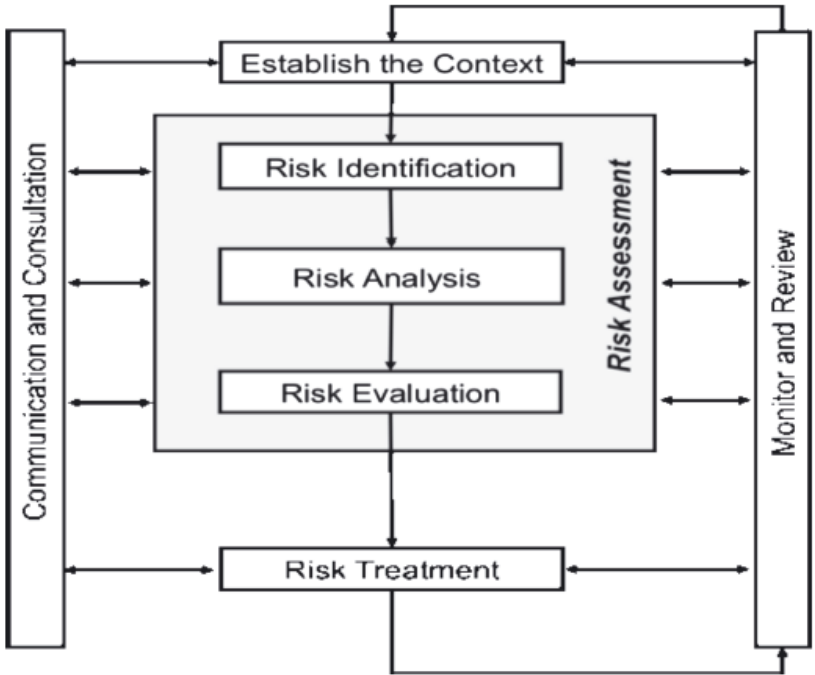 Establish the Context
Communication and Consultation
Risk Identification
Risk Analysis
Risk Evaluation
Risk Assessment
Monitor and Review
Risk Treatment